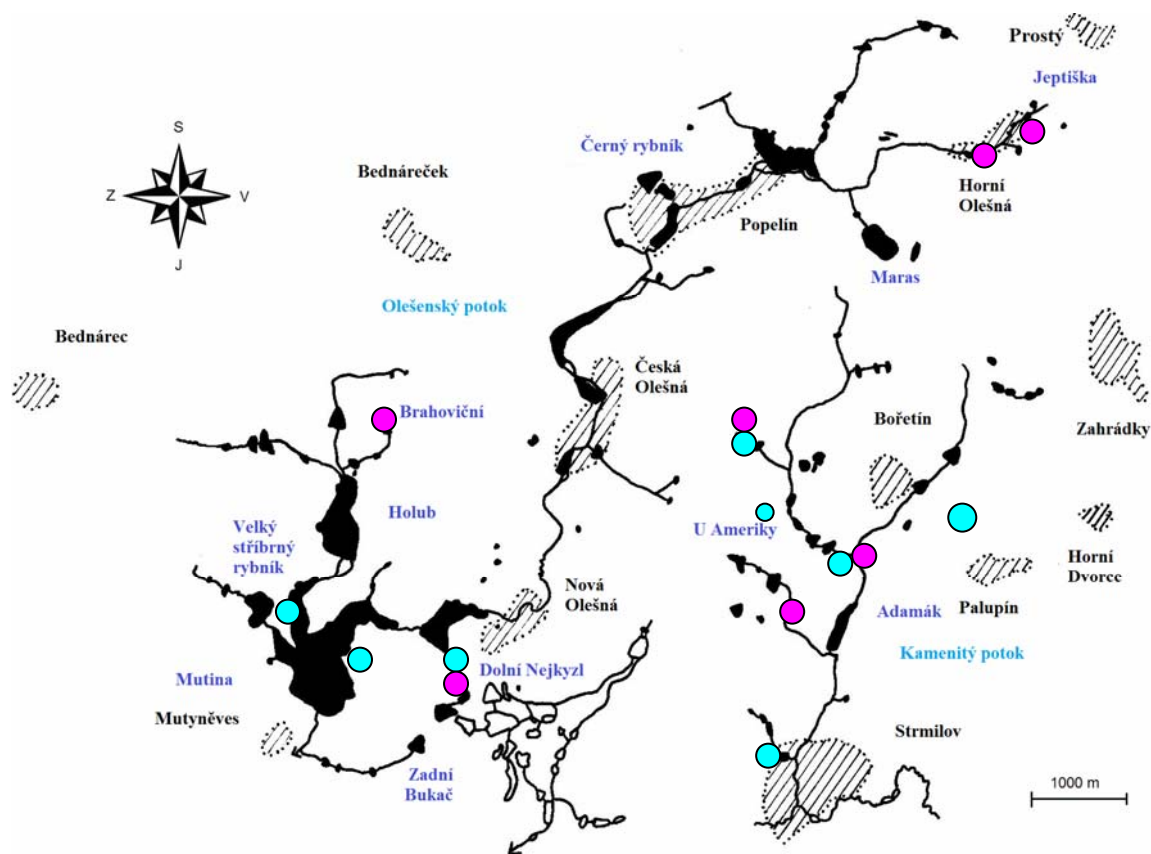 Prostý
Jeptiška
S
Černý rybník
Bednáreček
Z
V
Horní
Olešná
Popelín
J
Maras
Olešenský potok
Bednárec
Česká
Olešná
Brahoviční
Bořetín
Zahrádky
Holub
Velký
stříbrný
rybník
U Ameriky
Horní
Dvorce
Nová
Olešná
Palupín
Adamák
Kamenitý potok
Mutina
Dolní Nejkyzl
Mutyněves
Strmilov
Zadní
Bukač
1000 m